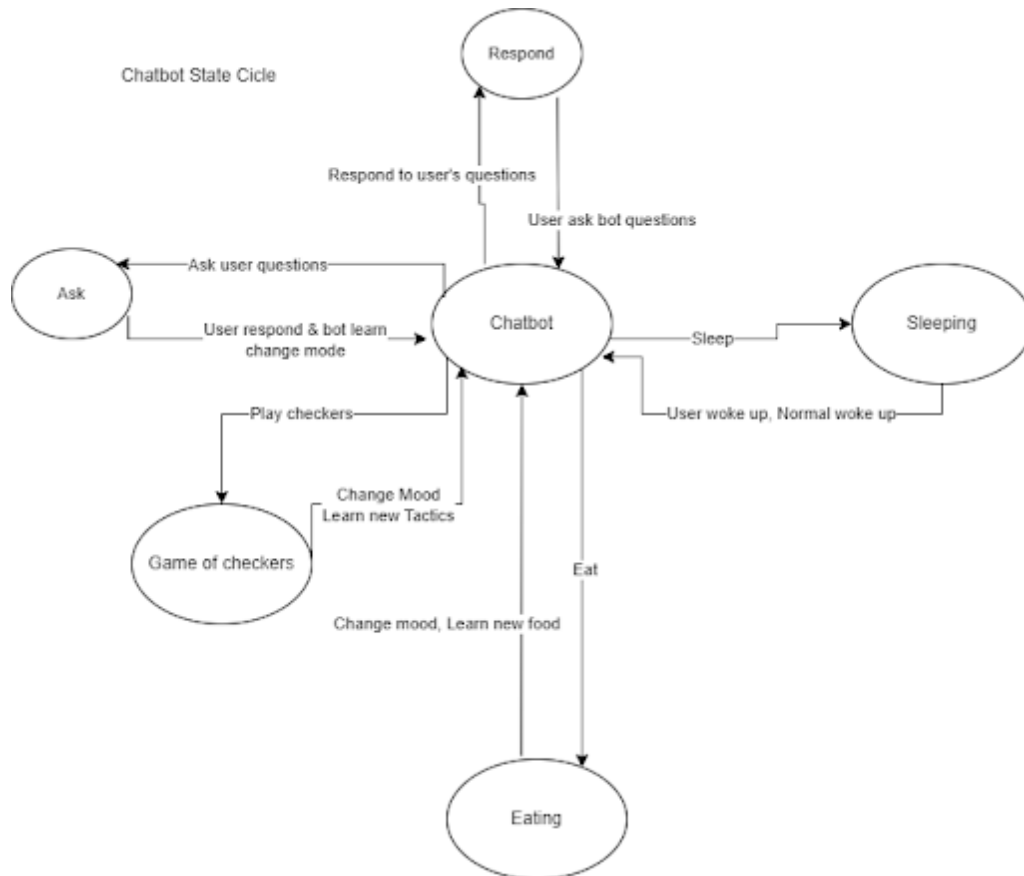 Respond
Chatbot State Cicle
Respond to user's questions
User ask bot questions
Ask user questions
Ask
Chatbot
Sleeping
User respond & bot learn
change mode
Sleep
Play checkers
User woke up, Normal woke up
Change Mood
Learn new Tactics
Game of checkers
Eat
Change mood, Learn new food
Eating